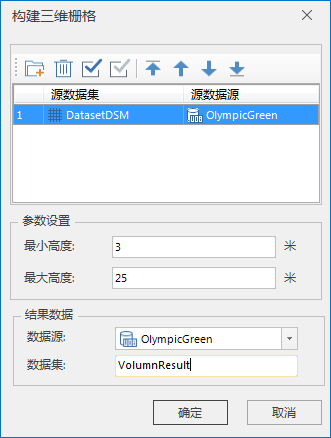 构建三维栅格
源数据集 源数据源
1 DatasetDSM OlympicGreen
参数设置
最小高度: 3 米
最大高度: 25 米
结果数据
数据源: OlympicGreen
数据集: VolumnResult
确定 取消